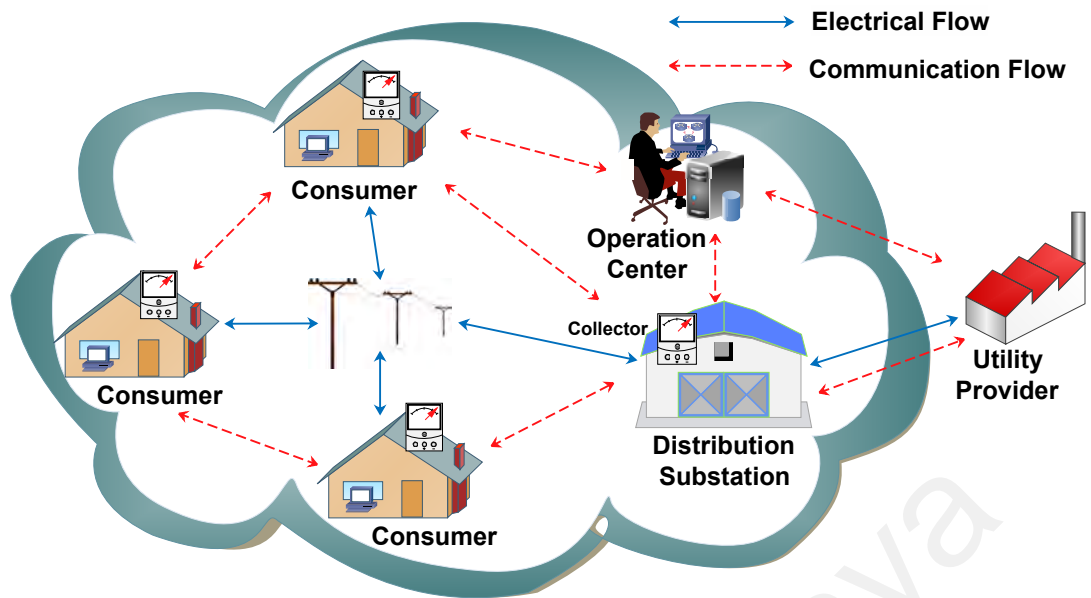 Electrical Flow
Communication Flow
Consumer
Operation
Center
Collector
Utility
Provider
Consumer
Distribution
Substation
Consumer